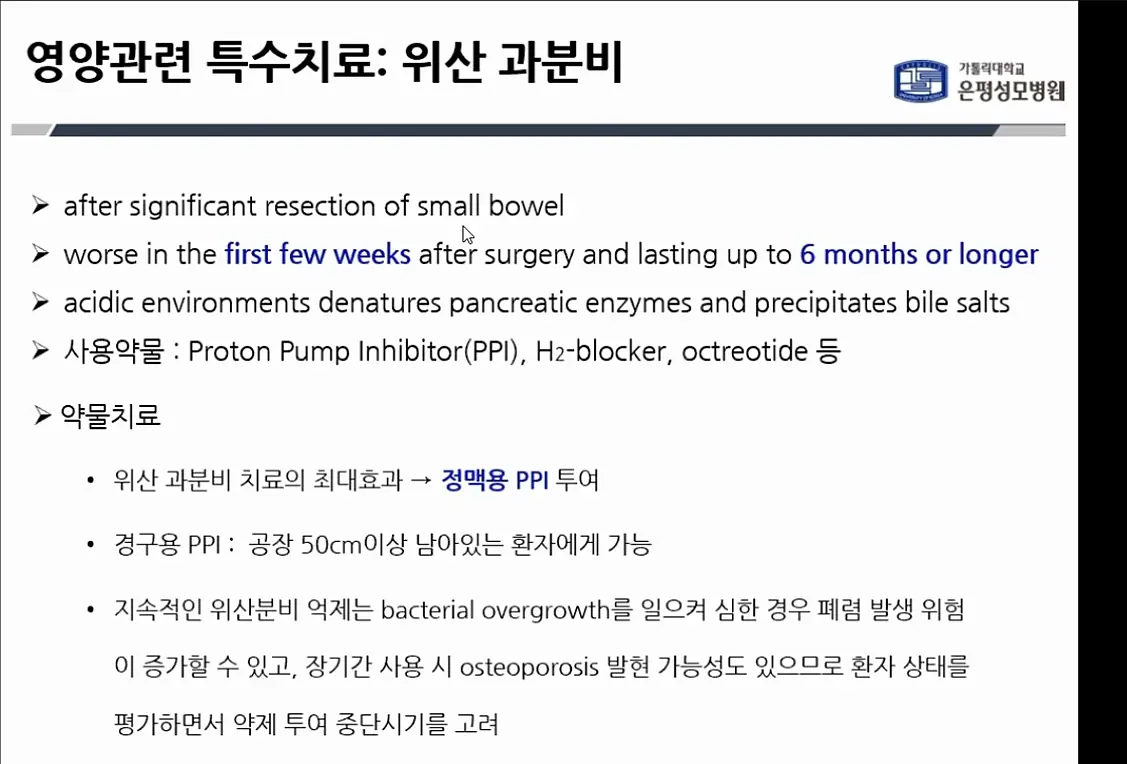 영양관련 특수치료: 위산 과분비
가톨릭대학교
은평성모병원
➢ after significant resection of small bowel
➢ worse in the first few weeks after surgery and lasting up to 6 months or longer
➢ acidic environments denatures pancreatic enzymes and precipitates bile salts
➢ 사용약물 : Proton Pump Inhibitor(PPI), H2-blocker, octreotide 등
➢ 약물치료
• 위산 과분비 치료의 최대효과 → 정맥용 PPI 투여
• 경구용 PPI : 공장 50cm이상 남아있는 환자에게 가능
• 지속적인 위산분비 억제는 bacterial overgrowth를 일으켜 심한 경우 폐렴 발생 위험
이 증가할 수 있고, 장기간 사용 시 osteoporosis 발현 가능성도 있으므로 환자 상태를
평가하면서 약제 투여 중단시기를 고려